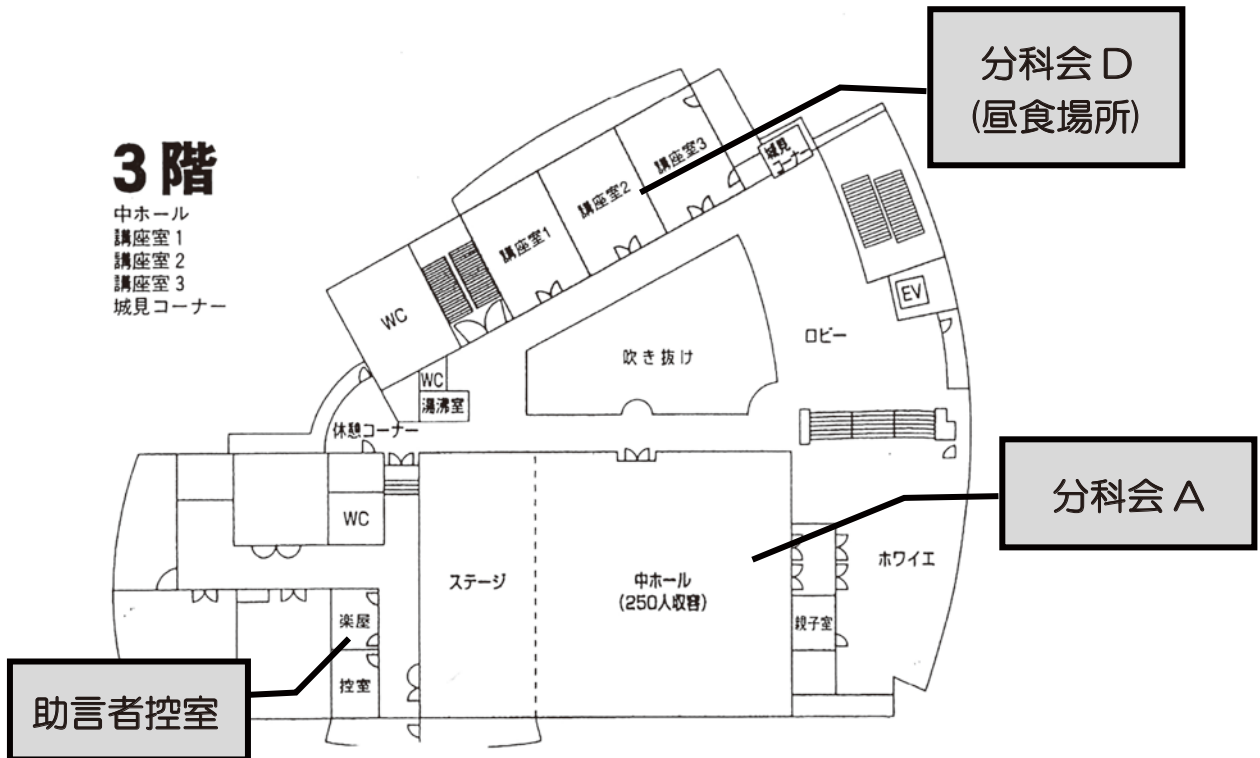 分科会 D
(昼食場所)
3階
中ホール
講座室1
講座室2
講座室3
城見コーナー
城見
コーナー
講座室3
講座室2
講座室1
WC
EV
ロビー
吹き抜け
WC
湯沸室
休憩コーナー
WC
分科会 A
ステージ
中ホール
(250人収容)
ホワイエ
親子室
楽屋
控室
助言者控室